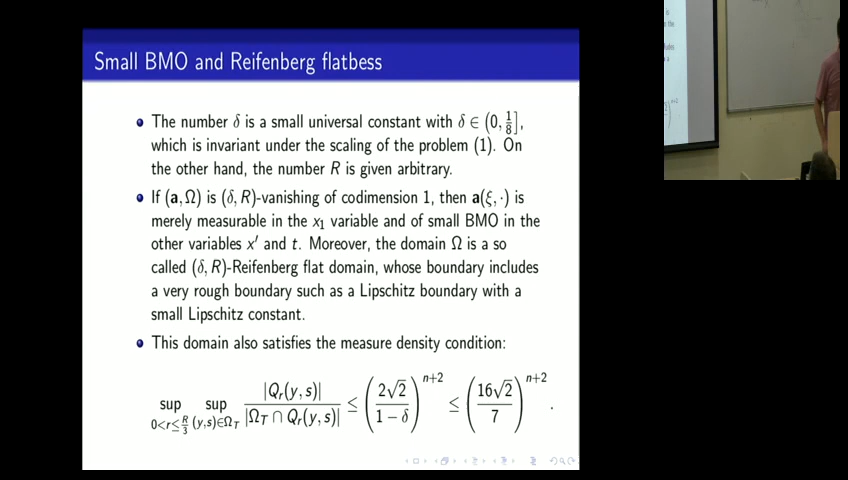 Small BMO and Reifenberg flatbess
The number δ is a small universal constant with δ ∈ (0, 1/8],
which is invariant under the scaling of the problem (1). On
the other hand, the number R is given arbitrary.
If (a, Ω) is (δ, R)-vanishing of codimension 1, then a(ξ, ·) is
merely measurable in the x₁ variable and of small BMO in the
other variables x′ and t. Moreover, the domain Ω is a so
called (δ, R)-Reifenberg flat domain, whose boundary includes
a very rough boundary such as a Lipschitz boundary with a
small Lipschitz constant.
This domain also satisfies the measure density condition:
sup_{0<r≤R/3} sup_{(y,s)∈Ω_T} |Q_r(y, s)| / |Ω_T ∩ Q_r(y, s)| ≤ (2√2 / (1 − δ))^{n+2} ≤ (16√2 / 7)^{n+2}.